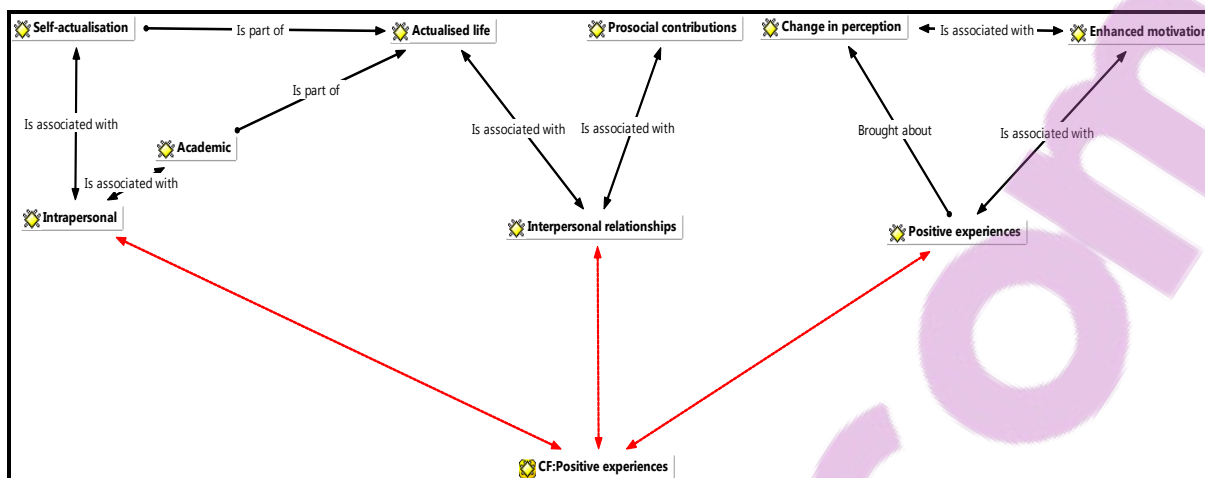 Self-actualisation
Is part of
Actualised life
Prosocial contributions
Change in perception
Is associated with
Enhanced motivation
Is part of
Is associated with
Is associated with
Is associated with
Brought about
Is associated with
Academic
Is associated with
Intrapersonal
Interpersonal relationships
Positive experiences
CF:Positive experiences
com